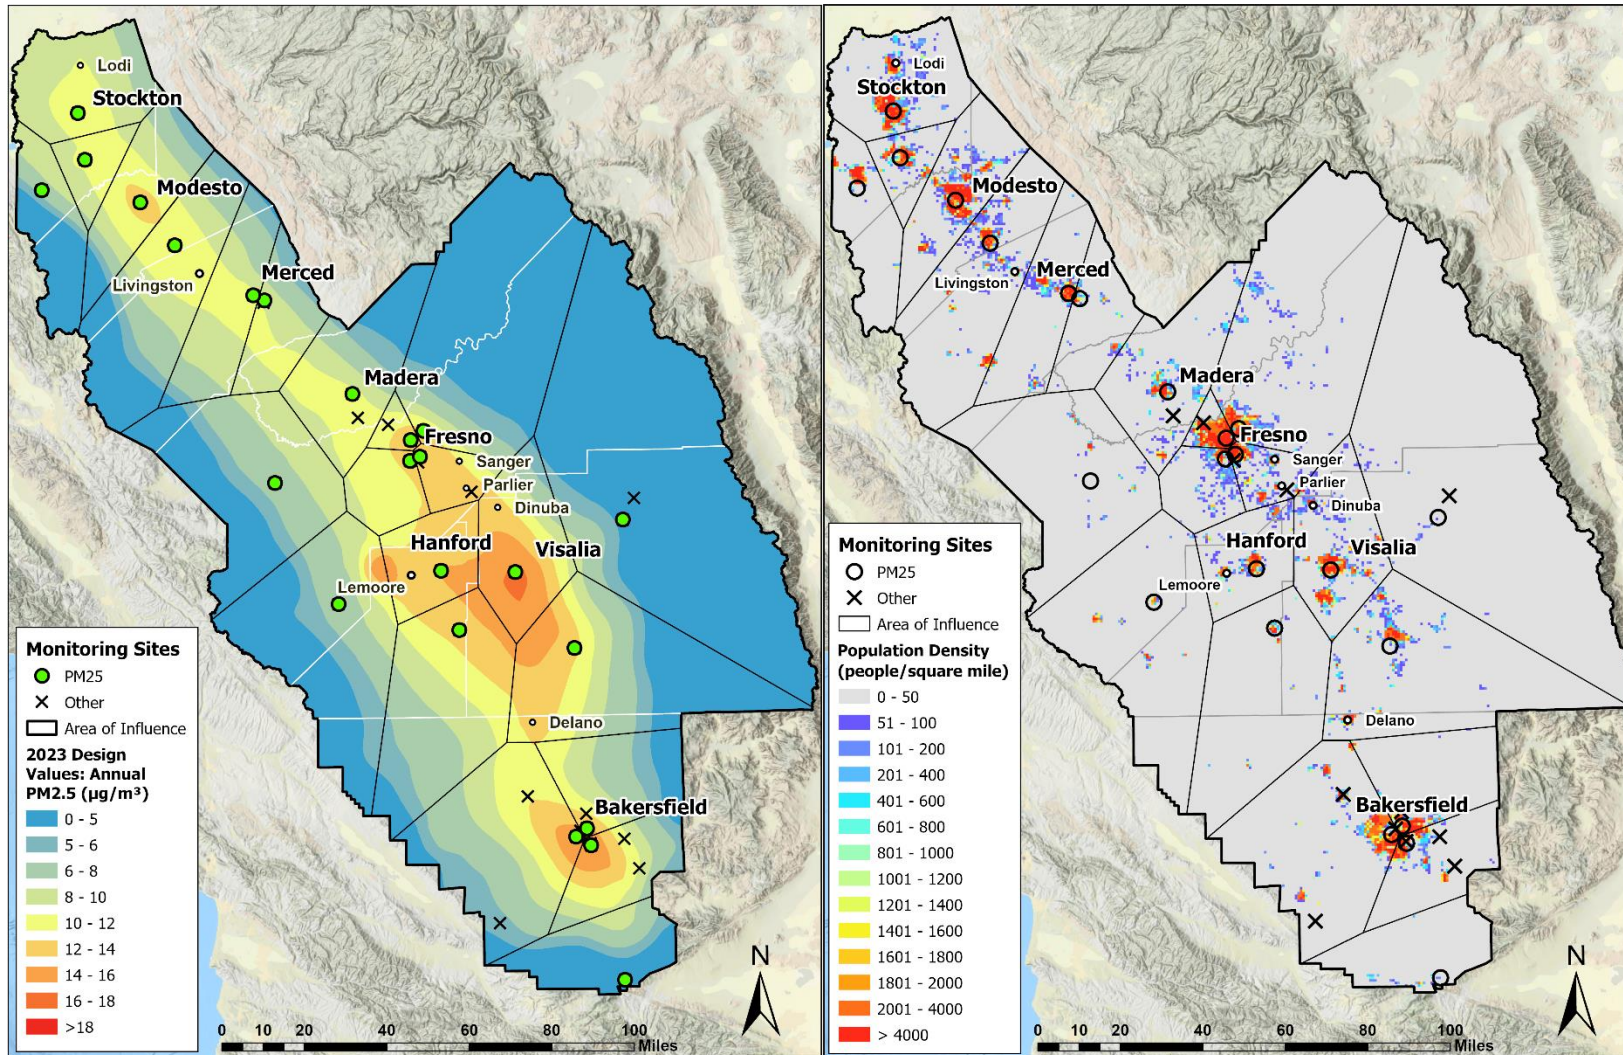 Lodi
Stockton
Modesto
Livingston
Merced
Madera
Fresno
Sanger
Parlier
Dinuba
Hanford
Visalia
Lemoore
Delano
Bakersfield
Monitoring Sites
PM25
Other
Area of Influence
2023 Design
Values: Annual
PM2.5 (µg/m³)
0 - 5
5 - 6
6 - 8
8 - 10
10 - 12
12 - 14
14 - 16
16 - 18
>18
N
0 10 20 40 60 80 100
Miles
Lodi
Stockton
Modesto
Livingston
Merced
Madera
Fresno
Sanger
Parlier
Dinuba
Hanford
Visalia
Lemoore
Delano
Bakersfield
Monitoring Sites
PM25
Other
Area of Influence
Population Density
(people/square mile)
0 - 50
51 - 100
101 - 200
201 - 400
401 - 600
601 - 800
801 - 1000
1001 - 1200
1201 - 1400
1401 - 1600
1601 - 1800
1801 - 2000
2001 - 4000
> 4000
N
0 10 20 40 60 80 100
Miles